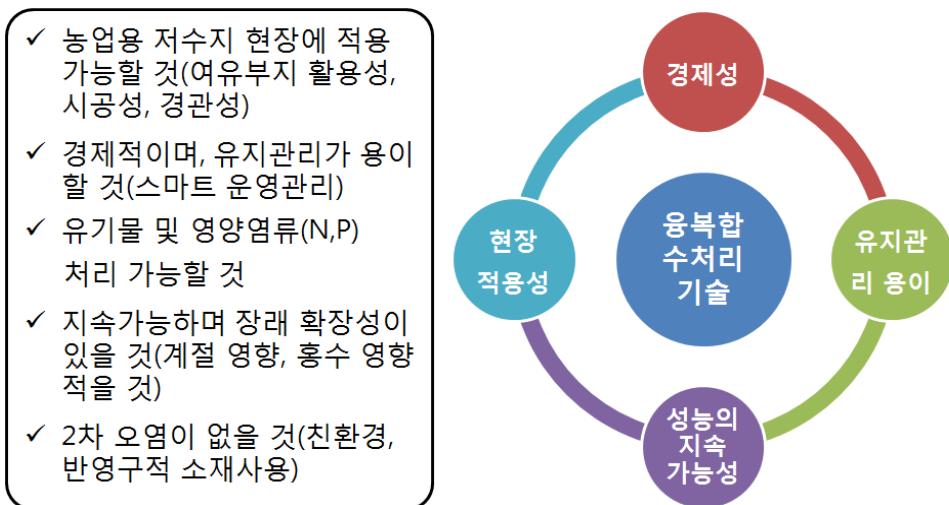 ✓ 농업용 저수지 현장에 적용
가능할 것(여유부지 활용성,
시공성, 경관성)
✓ 경제적이며, 유지관리가 용이
할 것(스마트 운영관리)
✓ 유기물 및 영양염류(N,P)
처리 가능할 것
✓ 지속가능하며 장래 확장성이
있을 것(계절 영향, 홍수 영향
적을 것)
✓ 2차 오염이 없을 것(친환경,
반영구적 소재사용)
경제성
현장
적용성
융복합
수처리
기술
유지관
리 용이
성능의
지속
가능성